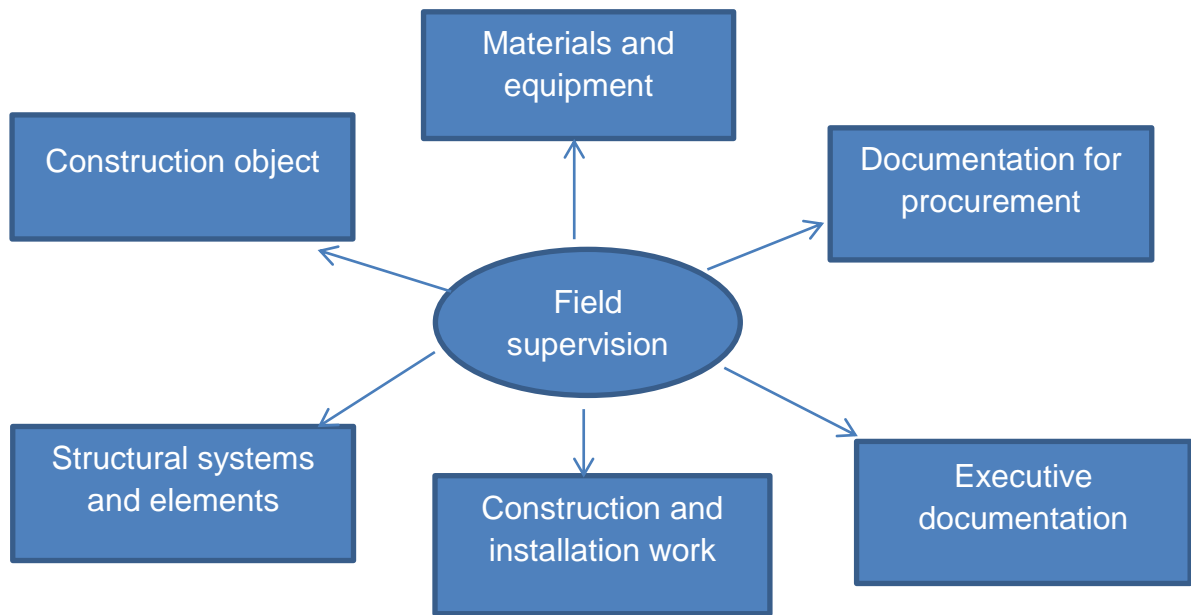 Materials and
equipment
Construction object
Documentation for
procurement
Field
supervision
Structural systems
and elements
Construction and
installation work
Executive
documentation